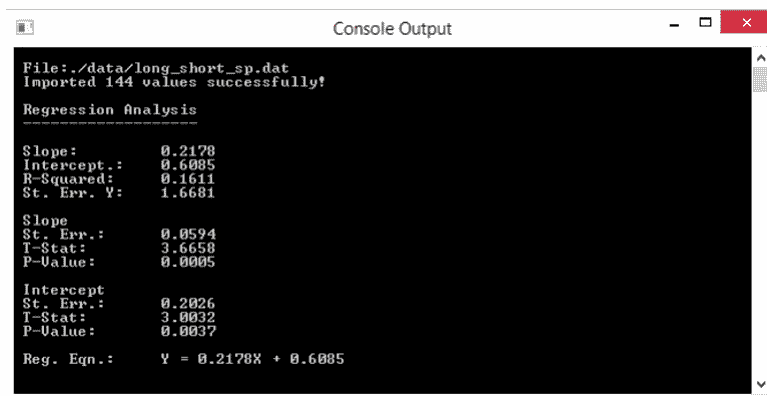 Console Output
File:./data/long_short_sp.dat
Imported 144 values successfully!
Regression Analysis
-------------------
Slope: 0.2178
Intercept.: 0.6085
R-Squared: 0.1611
St. Err. Y: 1.6681
Slope
St. Err.: 0.0594
T-Stat: 3.6658
P-Value: 0.0005
Intercept
St. Err.: 0.2026
T-Stat: 3.0032
P-Value: 0.0037
Reg. Eqn.: Y = 0.2178X + 0.6085